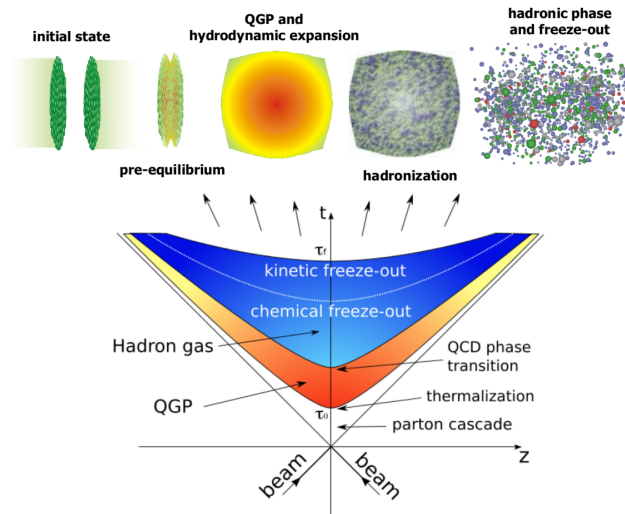 initial state
QGP and
hydrodynamic expansion
hadronic phase
and freeze-out
pre-equilibrium
hadronization
t
τf
kinetic freeze-out
chemical freeze-out
Hadron gas
QCD phase
transition
QGP
thermalization
τ₀
parton cascade
z
beam
beam